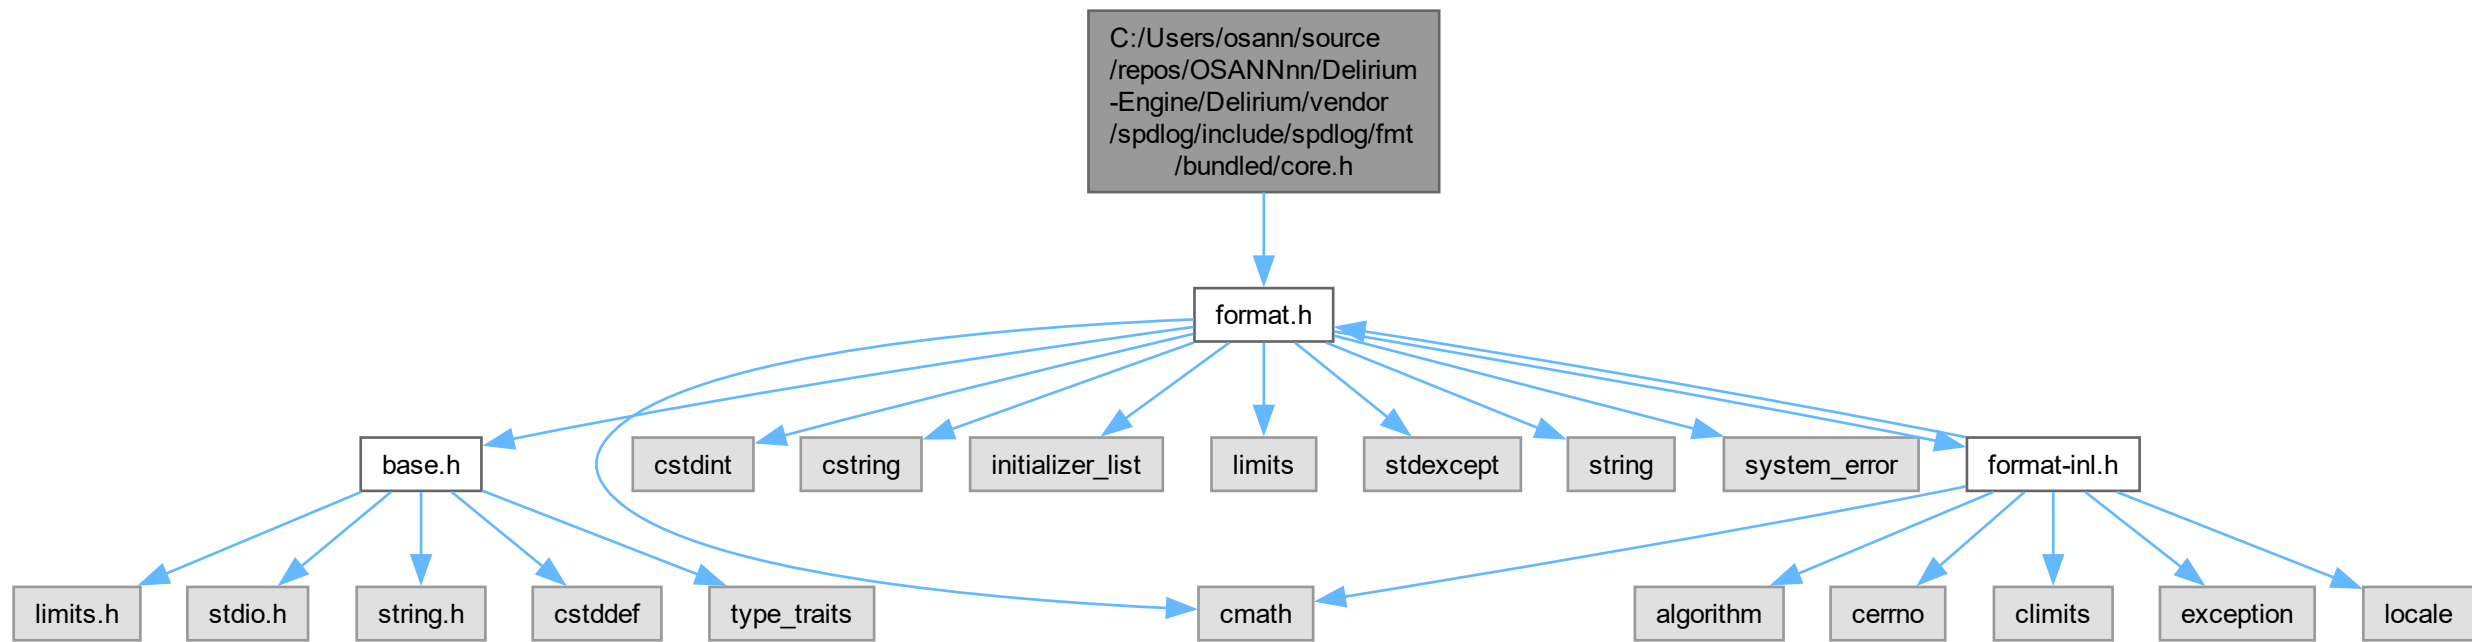 C:/Users/osann/source
/repos/OSANNnn/Delirium
-Engine/Delirium/vendor
/spdlog/include/spdlog/fmt
/bundled/core.h
format.h
base.h
cstdint
cstring
initializer_list
limits
stdexcept
string
system_error
format-inl.h
limits.h
stdio.h
string.h
cstddef
type_traits
cmath
algorithm
cerrno
climits
exception
locale